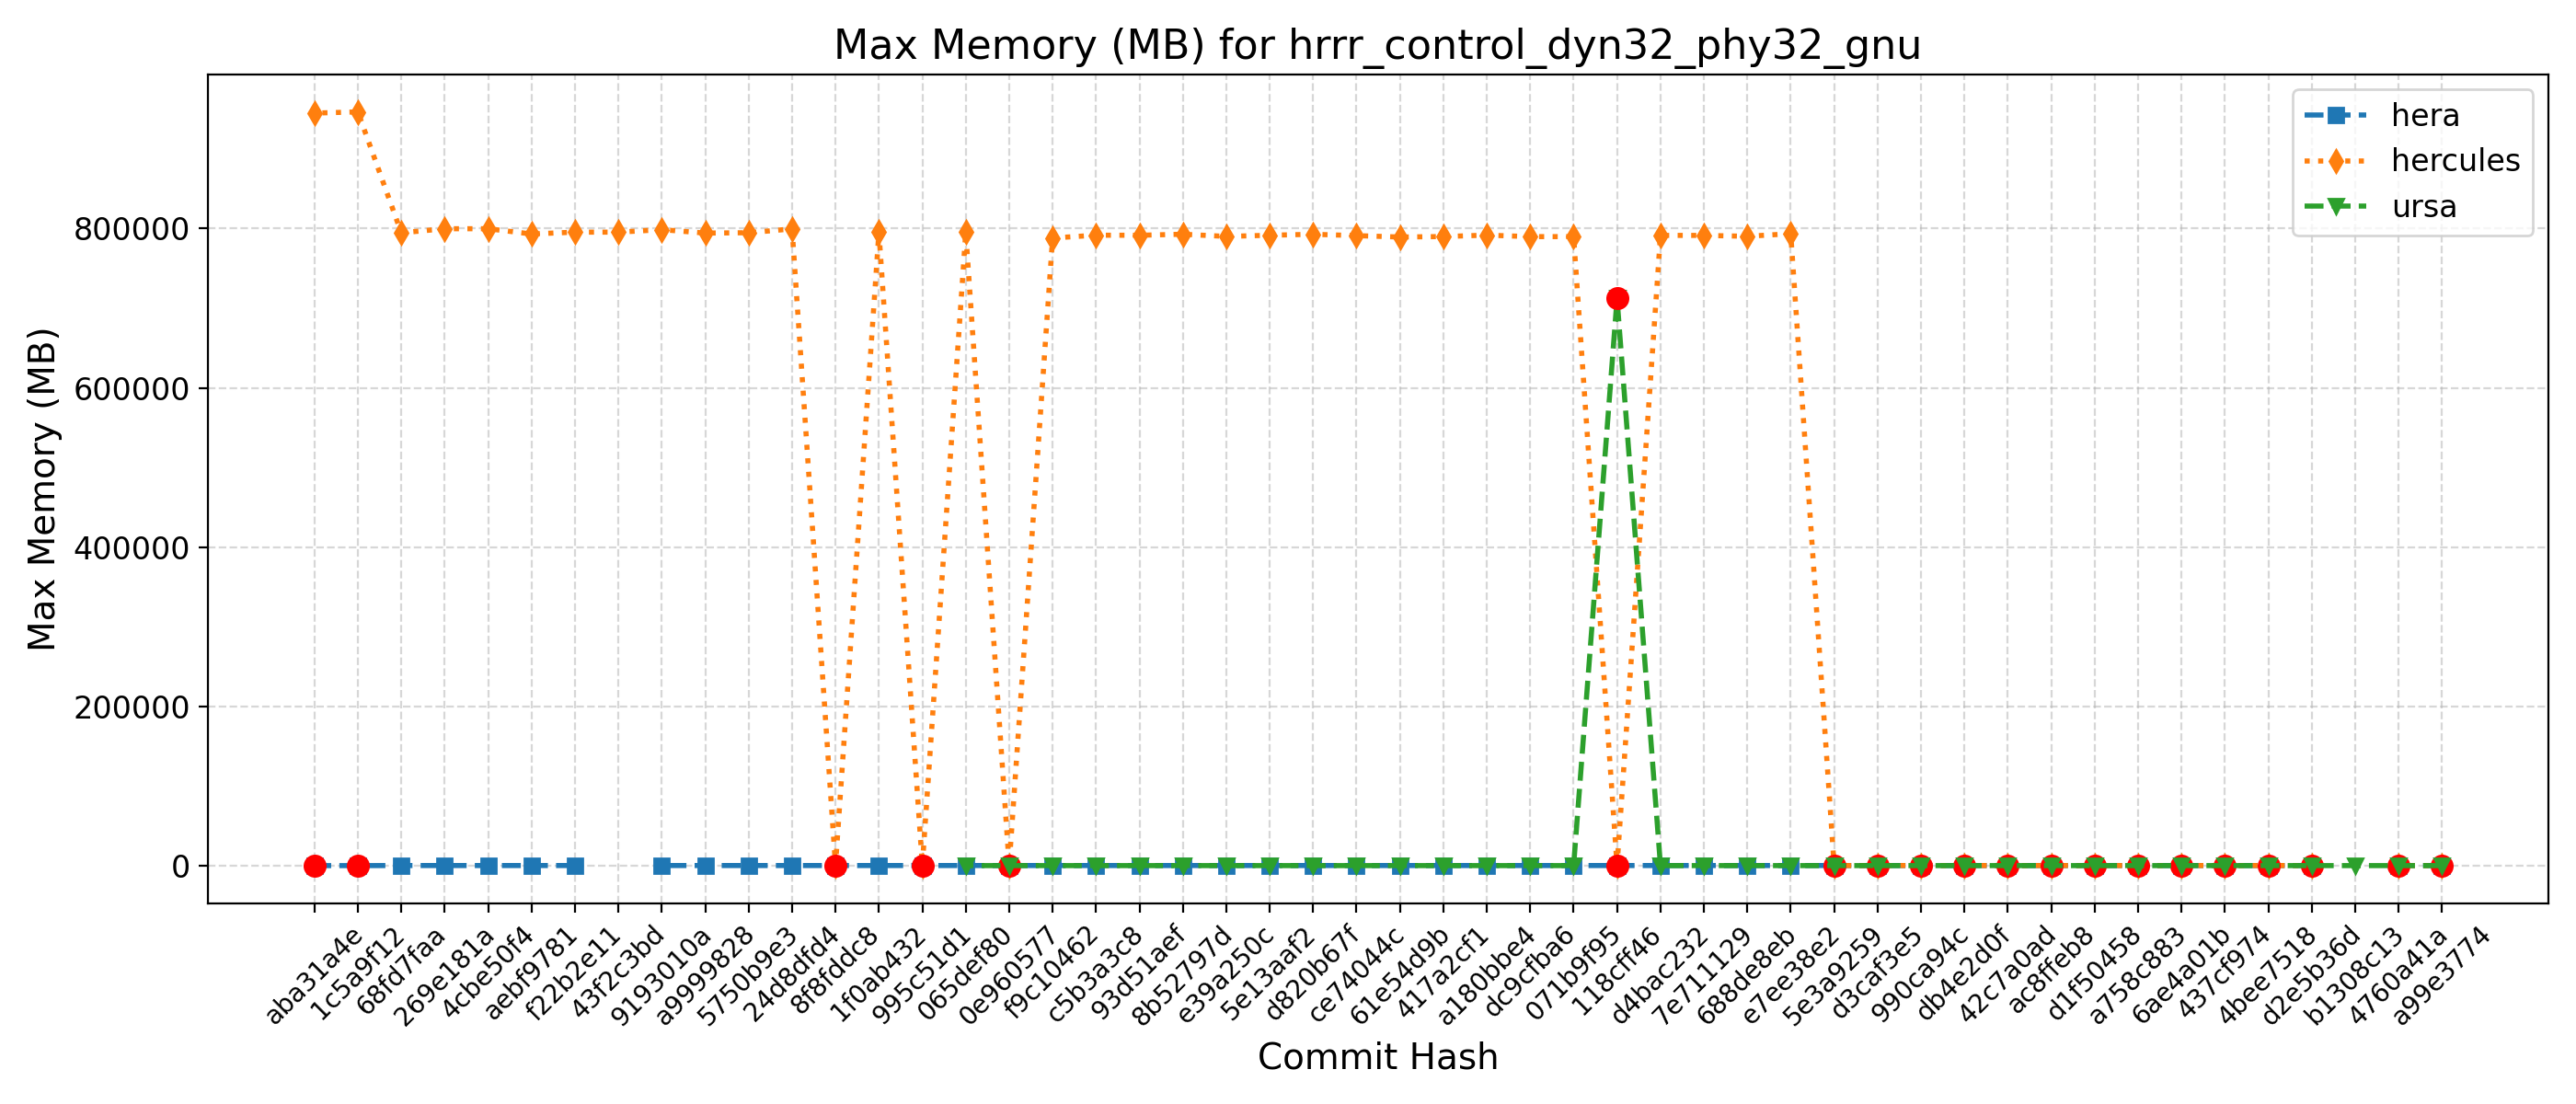 Max Memory (MB) for hrrr_control_dyn32_phy32_gnu
hera
hercules
ursa
Max Memory (MB)
800000
600000
400000
200000
0
aba31a4e
1c5a9f12
68fd7faa
269e181a
4cbe50f4
aebf9781
f22b2e11
43f2c3bd
9193010a
a9999828
5750b9e3
24d8dfd4
8f8fddc8
1f0ab432
995c51d1
065def80
0e960577
f9c10462
c5b3a3c8
93d51aef
8b52797d
e39a250c
5e13aaf2
d820b67f
ce74044c
61e54d9b
417a2cf1
a180bbe4
dc9cfba6
071b9f95
118cff46
d4bac232
7e711129
688de8eb
e7ee38e2
5e3a9259
d3caf3e5
990ca94c
db4e2d0f
42c7a0ad
ac8ffeb8
d1f50458
a758c883
6ae4a01b
437cf974
4bee7518
d2e5b36d
b1308c13
4760a41a
a99e3774
Commit Hash